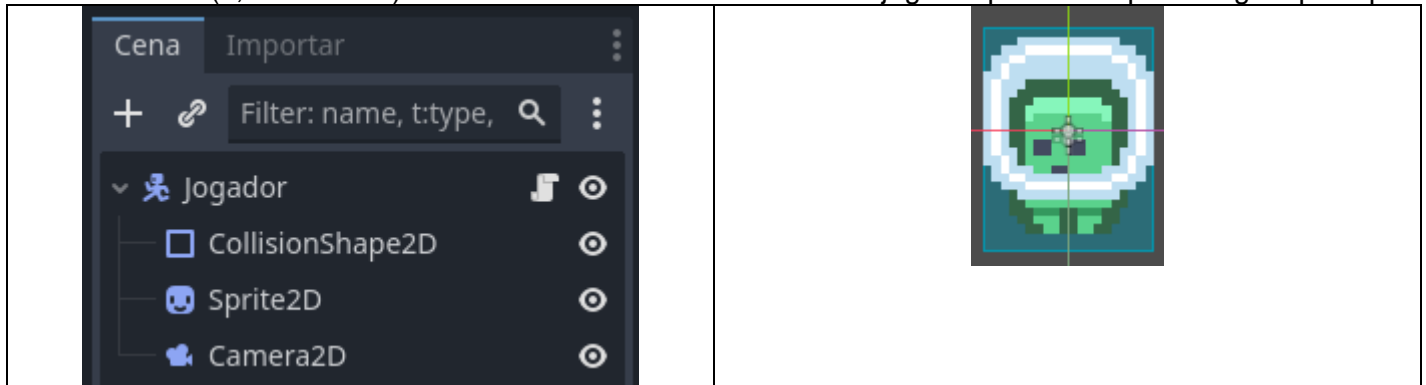 Cena Importar
Filter: name, t:type,
Jogador
CollisionShape2D
Sprite2D
Camera2D